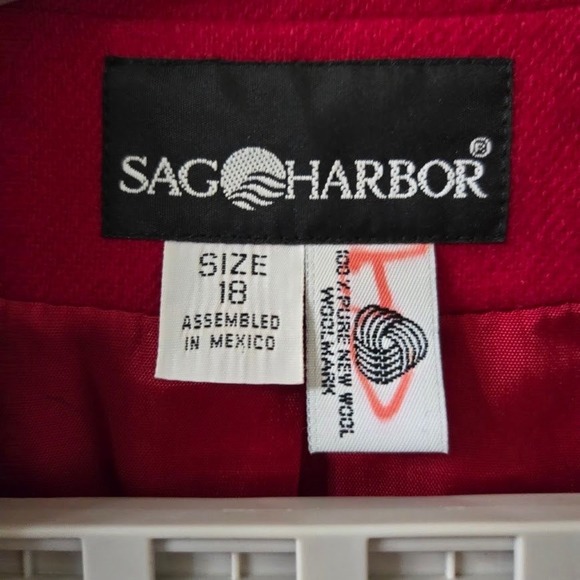 SAG HARBOR ®
SIZE
18
ASSEMBLED
IN MEXICO
100% PURE NEW WOOL
WOOLMARK